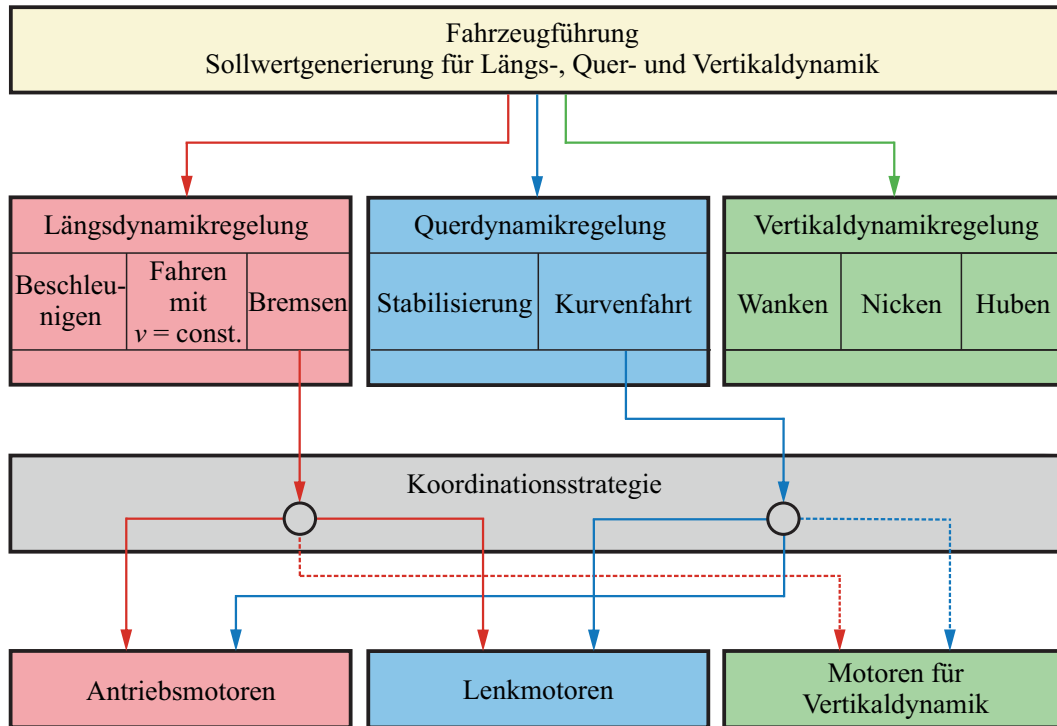 Fahrzeugführung
Sollwertgenerierung für Längs-, Quer- und Vertikaldynamik
Längsdynamikregelung
Beschleu-
nigen
Fahren
mit
v = const.
Bremsen
Querdynamikregelung
Stabilisierung
Kurvenfahrt
Vertikaldynamikregelung
Wanken
Nicken
Huben
Koordinationsstrategie
Antriebsmotoren
Lenkmotoren
Motoren für
Vertikaldynamik